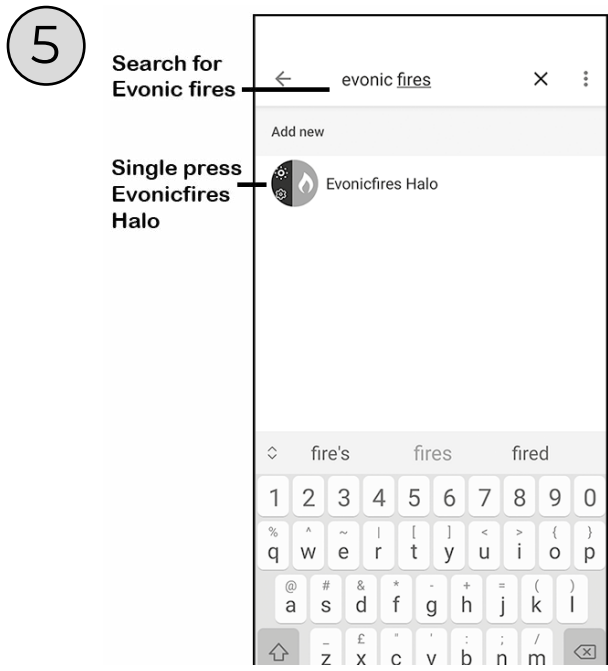 5
Search for
Evonic fires
evonic fires
Add new
Single press
Evonicfires
Halo
Evonicfires Halo
fire's fires fired
1 2 3 4 5 6 7 8 9 0
% ^ ~ | [ ] < > { }
q w e r t y u i o p
@ # & * - + = ( )
a s d f g h j k l
_ £ " ' : ; /
z x c v b n m